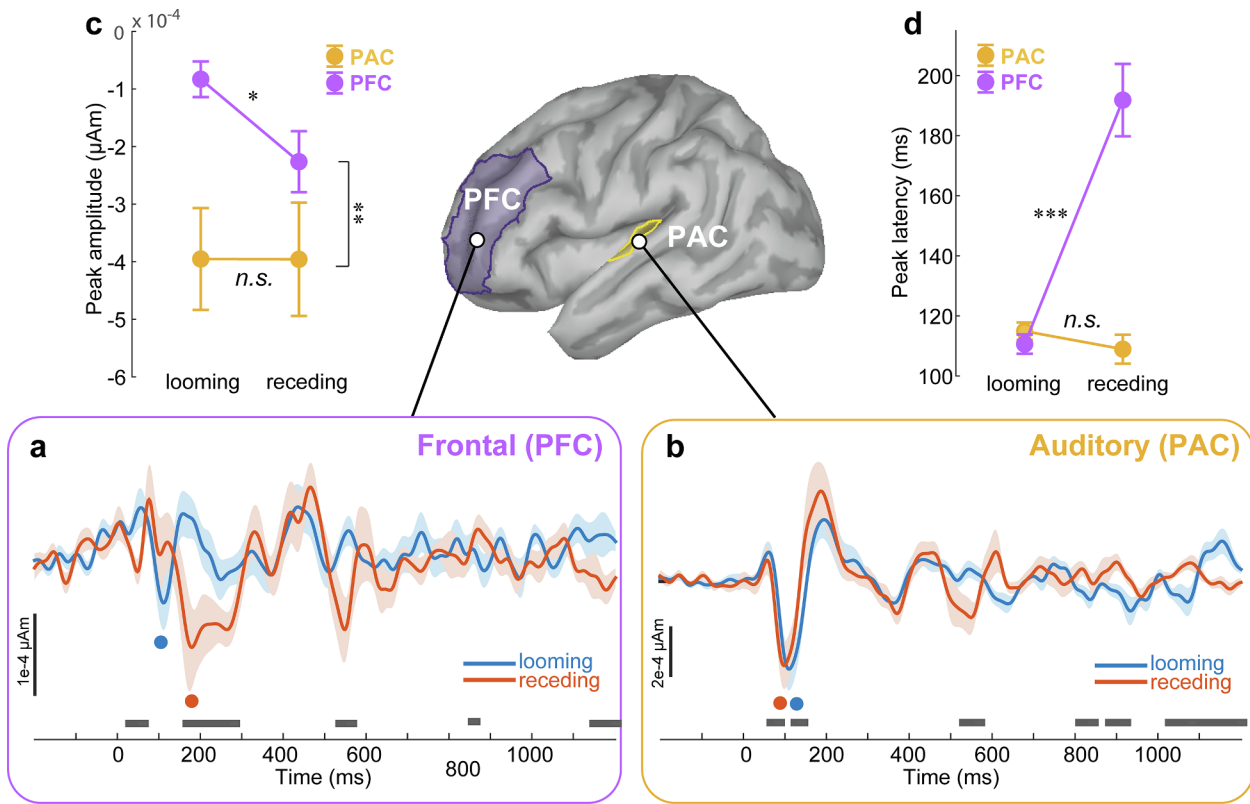 c
0 x 10-4
-1
-2
-3
-4
-5
-6
Peak amplitude (µAm)
PAC
PFC
*
**
n.s.
looming receding
PFC
PAC
d
200
180
160
140
120
100
Peak latency (ms)
PAC
PFC
***
n.s.
looming receding
a Frontal (PFC)
1e-4 µAm
looming
receding
0 200 400 600 800 1000
Time (ms)
b Auditory (PAC)
2e-4 µAm
looming
receding
0 200 400 600 800 1000
Time (ms)